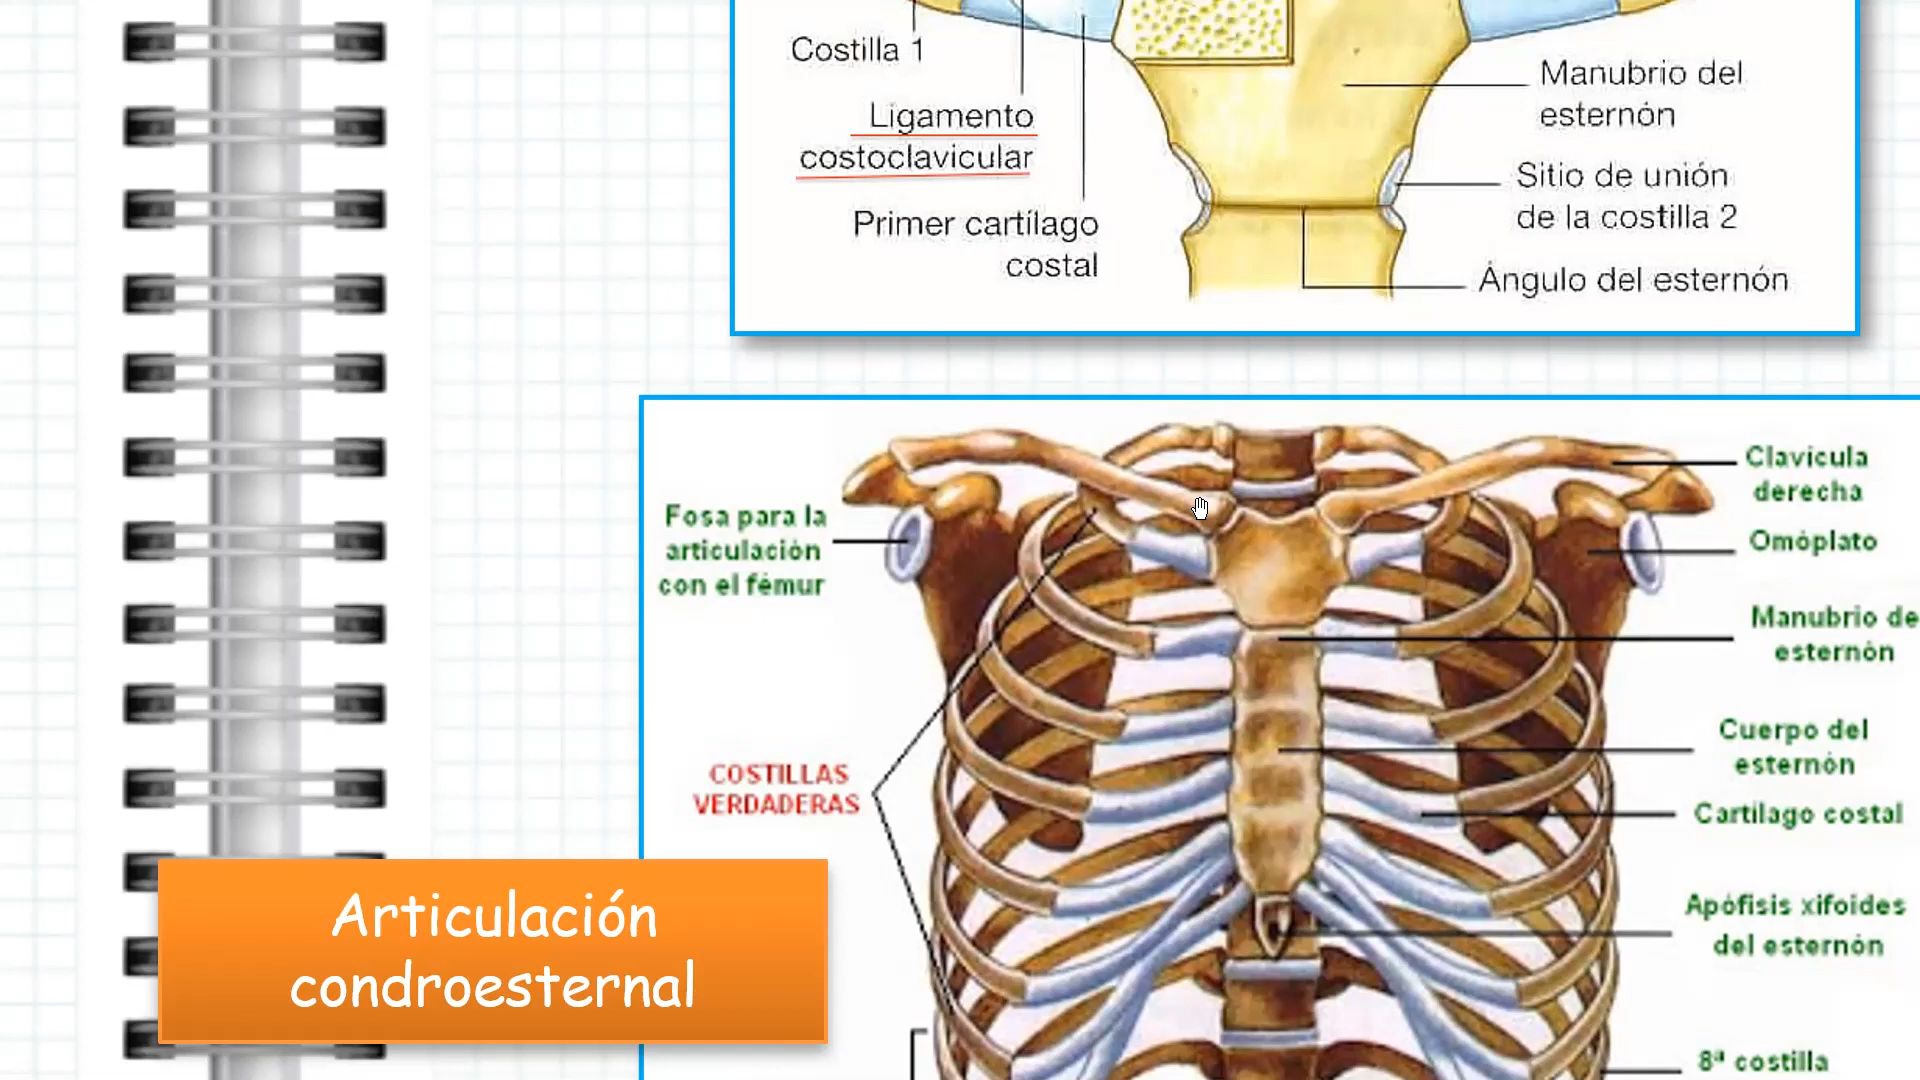 Costilla 1
Ligamento
costoclavicular
Primer cartílago
costal
Manubrio del
esternón
Sitio de unión
de la costilla 2
Ángulo del esternón
Fosa para la
articulación
con el fémur
COSTILLAS
VERDADERAS
Clavícula
derecha
Omóplato
Manubrio de
esternón
Cuerpo del
esternón
Cartílago costal
Apófisis xifoides
del esternón
8ª costilla
Articulación
condroesternal